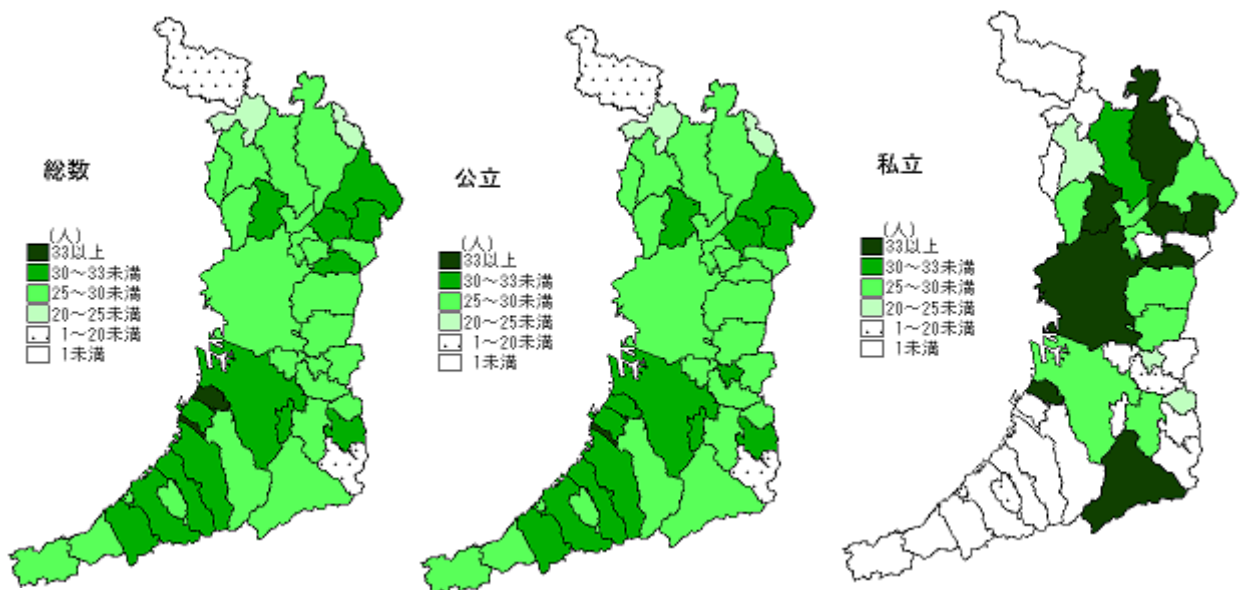 総数
(人)
33以上
30～33未満
25～30未満
20～25未満
1～20未満
1未満
公立
(人)
33以上
30～33未満
25～30未満
20～25未満
1～20未満
1未満
私立
(人)
33以上
30～33未満
25～30未満
20～25未満
1～20未満
1未満